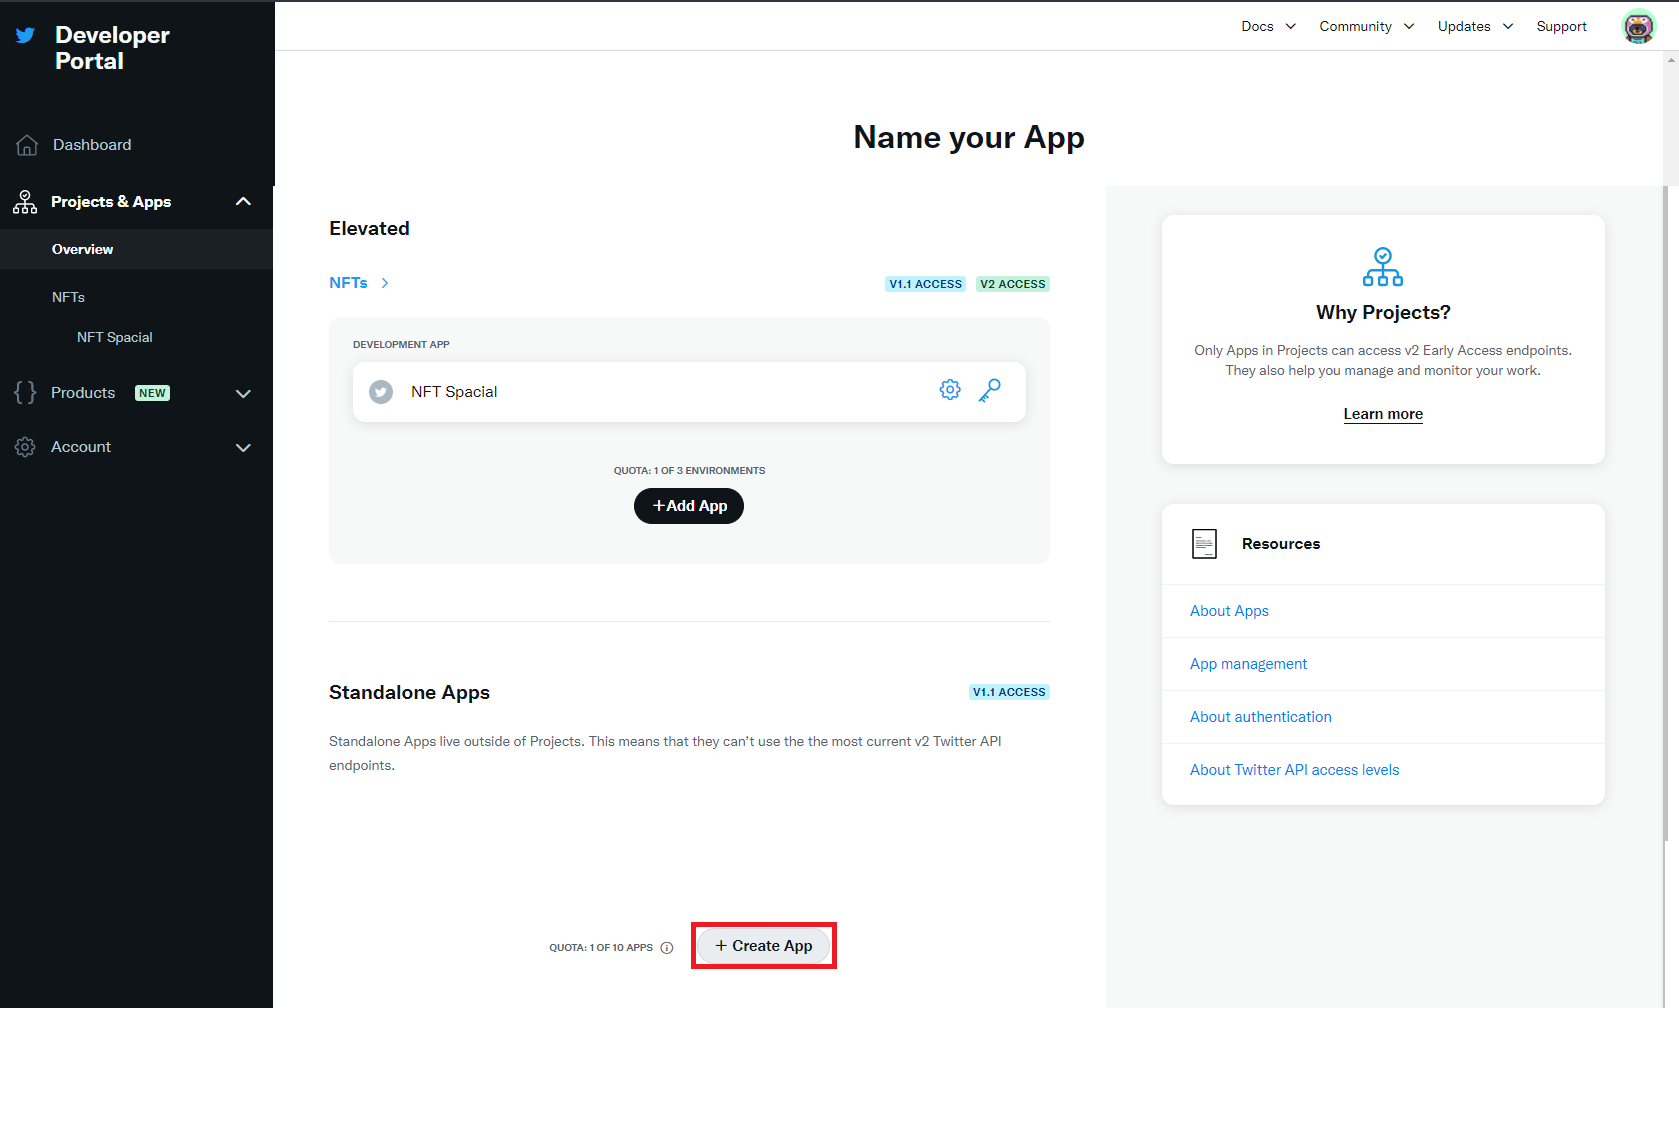 Developer
Portal
Docs
Community
Updates
Support
Dashboard
Projects & Apps
Overview
NFTs
NFT Spacial
Products NEW
Account
Name your App
Elevated
NFTs
V1.1 ACCESS V2 ACCESS
DEVELOPMENT APP
NFT Spacial
QUOTA: 1 OF 3 ENVIRONMENTS
+Add App
Standalone Apps
V1.1 ACCESS
Standalone Apps live outside of Projects. This means that they can’t use the the most current v2 Twitter API
endpoints.
QUOTA: 1 OF 10 APPS
+ Create App
Why Projects?
Only Apps in Projects can access v2 Early Access endpoints.
They also help you manage and monitor your work.
Learn more
Resources
About Apps
App management
About authentication
About Twitter API access levels